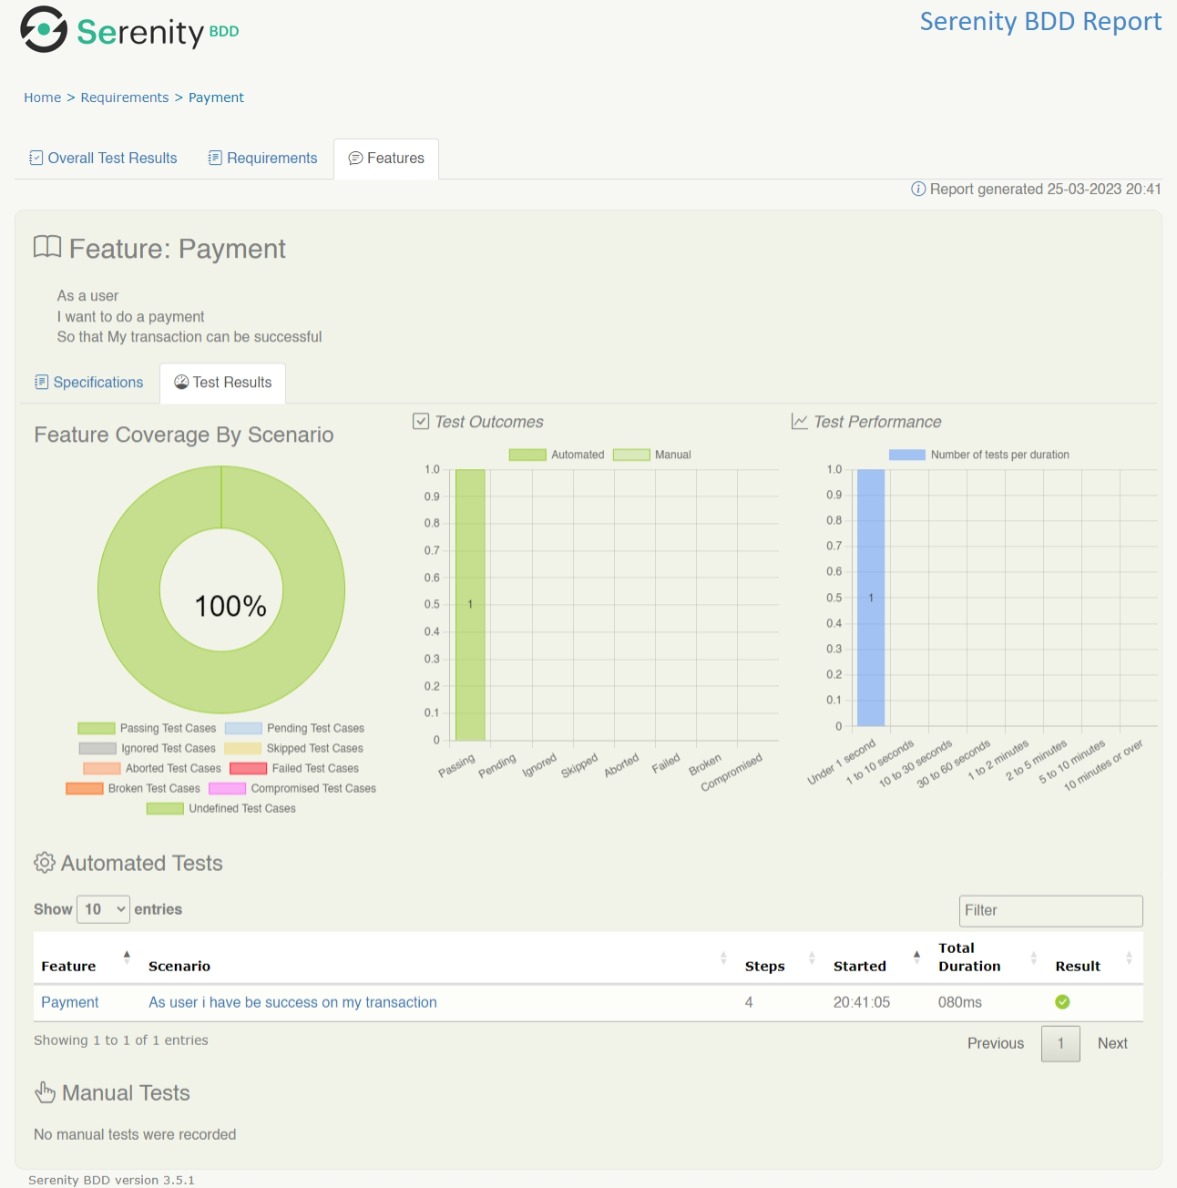 Serenity BDD
Serenity BDD Report
Home > Requirements > Payment
Overall Test Results
Requirements
Features
Report generated 25-03-2023 20:41
Feature: Payment
As a user
I want to do a payment
So that My transaction can be successful
Specifications
Test Results
Feature Coverage By Scenario
100%
Passing Test Cases
Pending Test Cases
Ignored Test Cases
Skipped Test Cases
Aborted Test Cases
Failed Test Cases
Broken Test Cases
Compromised Test Cases
Undefined Test Cases
Test Outcomes
Automated
Manual
1.0
0.9
0.8
0.7
0.6
0.5
0.4
0.3
0.2
0.1
0
1
Passing
Pending
Ignored
Skipped
Aborted
Failed
Broken
Compromised
Test Performance
Number of tests per duration
1.0
0.9
0.8
0.7
0.6
0.5
0.4
0.3
0.2
0.1
0
1
Under 1 second
1 to 10 seconds
10 to 30 seconds
30 to 60 seconds
1 to 2 minutes
2 to 5 minutes
5 to 10 minutes
10 minutes or over
Automated Tests
Show 10 entries
Filter
Feature Scenario Steps Started Total Duration Result
Payment As user i have be success on my transaction 4 20:41:05 080ms
Showing 1 to 1 of 1 entries
Previous 1 Next
Manual Tests
No manual tests were recorded
Serenity BDD version 3.5.1